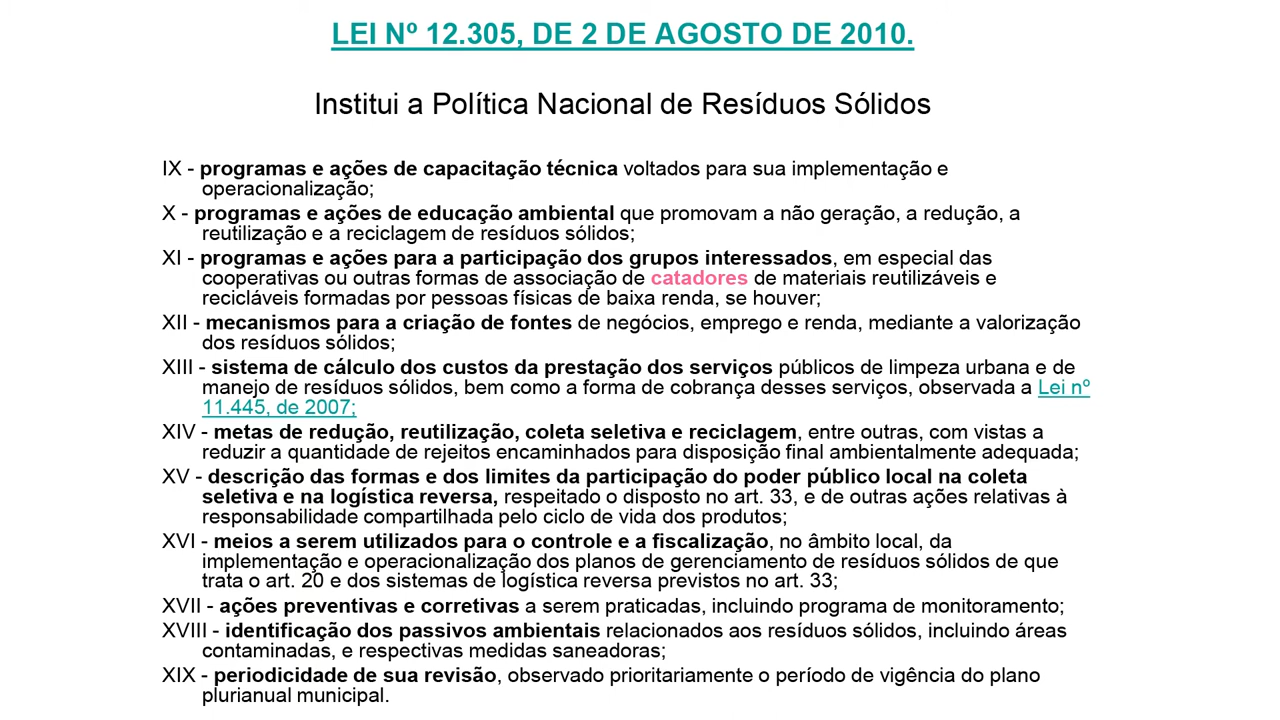 LEI Nº 12.305, DE 2 DE AGOSTO DE 2010.
Institui a Política Nacional de Resíduos Sólidos
IX - programas e ações de capacitação técnica voltados para sua implementação e
operacionalização;
X - programas e ações de educação ambiental que promovam a não geração, a redução, a
reutilização e a reciclagem de resíduos sólidos;
XI - programas e ações para a participação dos grupos interessados, em especial das
cooperativas ou outras formas de associação de catadores de materiais reutilizáveis e
recicláveis formadas por pessoas físicas de baixa renda, se houver;
XII - mecanismos para a criação de fontes de negócios, emprego e renda, mediante a valorização
dos resíduos sólidos;
XIII - sistema de cálculo dos custos da prestação dos serviços públicos de limpeza urbana e de
manejo de resíduos sólidos, bem como a forma de cobrança desses serviços, observada a Lei nº
11.445, de 2007;
XIV - metas de redução, reutilização, coleta seletiva e reciclagem, entre outras, com vistas a
reduzir a quantidade de rejeitos encaminhados para disposição final ambientalmente adequada;
XV - descrição das formas e dos limites da participação do poder público local na coleta
seletiva e na logística reversa, respeitado o disposto no art. 33, e de outras ações relativas à
responsabilidade compartilhada pelo ciclo de vida dos produtos;
XVI - meios a serem utilizados para o controle e a fiscalização, no âmbito local, da
implementação e operacionalização dos planos de gerenciamento de resíduos sólidos de que
trata o art. 20 e dos sistemas de logística reversa previstos no art. 33;
XVII - ações preventivas e corretivas a serem praticadas, incluindo programa de monitoramento;
XVIII - identificação dos passivos ambientais relacionados aos resíduos sólidos, incluindo áreas
contaminadas, e respectivas medidas saneadoras;
XIX - periodicidade de sua revisão, observado prioritariamente o período de vigência do plano
plurianual municipal.